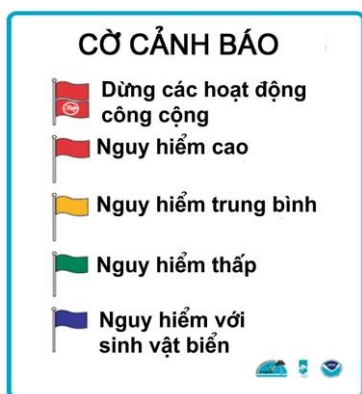 CỜ CẢNH BÁO
Dừng các hoạt động
công cộng
Nguy hiểm cao
Nguy hiểm trung bình
Nguy hiểm thấp
Nguy hiểm với
sinh vật biển